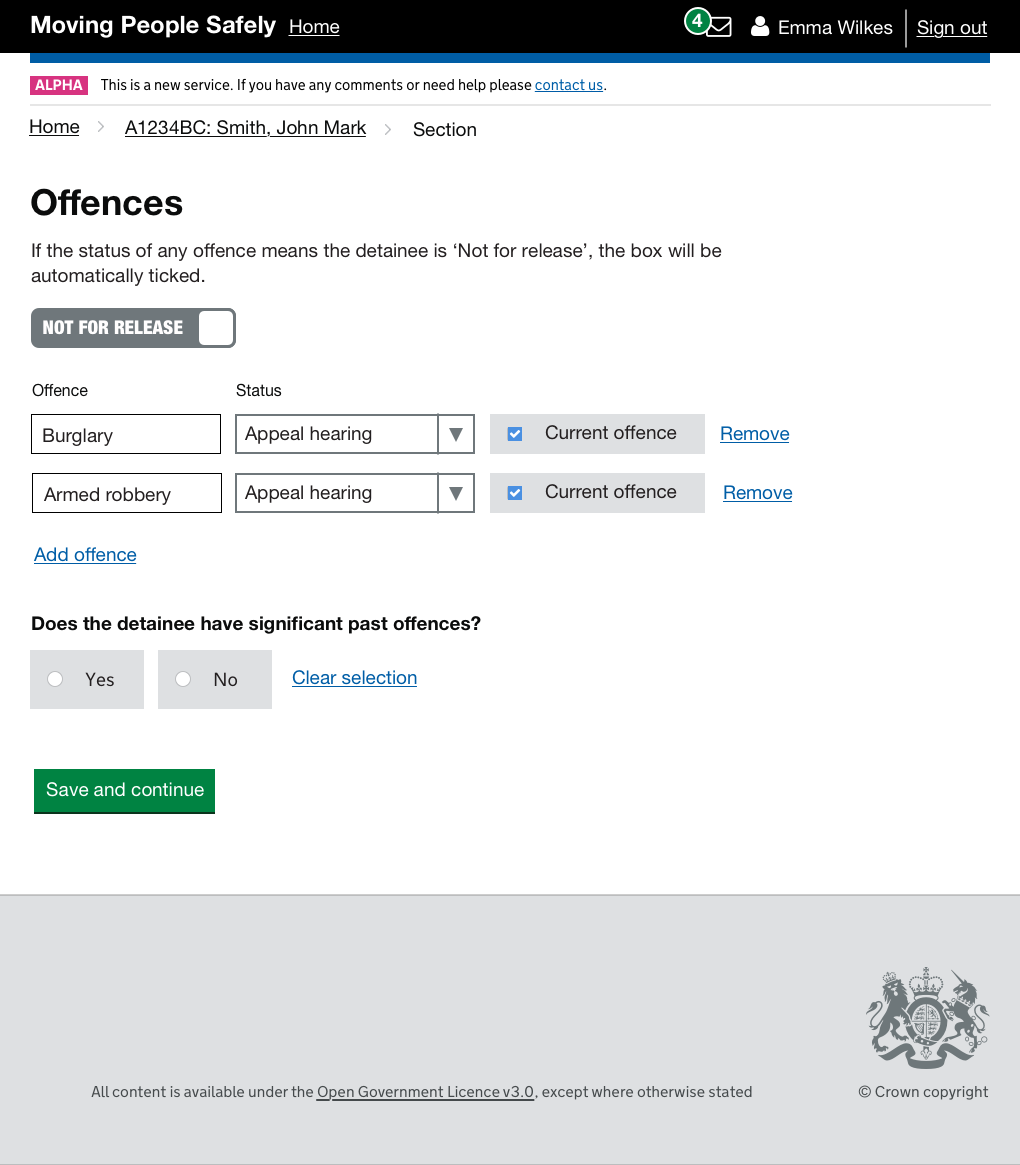 Moving People Safely Home 4 Emma Wilkes Sign out
ALPHA This is a new service. If you have any comments or need help please contact us.
Home A1234BC: Smith, John Mark Section
Offences
If the status of any offence means the detainee is ‘Not for release’, the box will be
automatically ticked.
NOT FOR RELEASE
Offence Status
Burglary Appeal hearing Current offence Remove
Armed robbery Appeal hearing Current offence Remove
Add offence
Does the detainee have significant past offences?
Yes No Clear selection
Save and continue
All content is available under the Open Government Licence v3.0, except where otherwise stated © Crown copyright